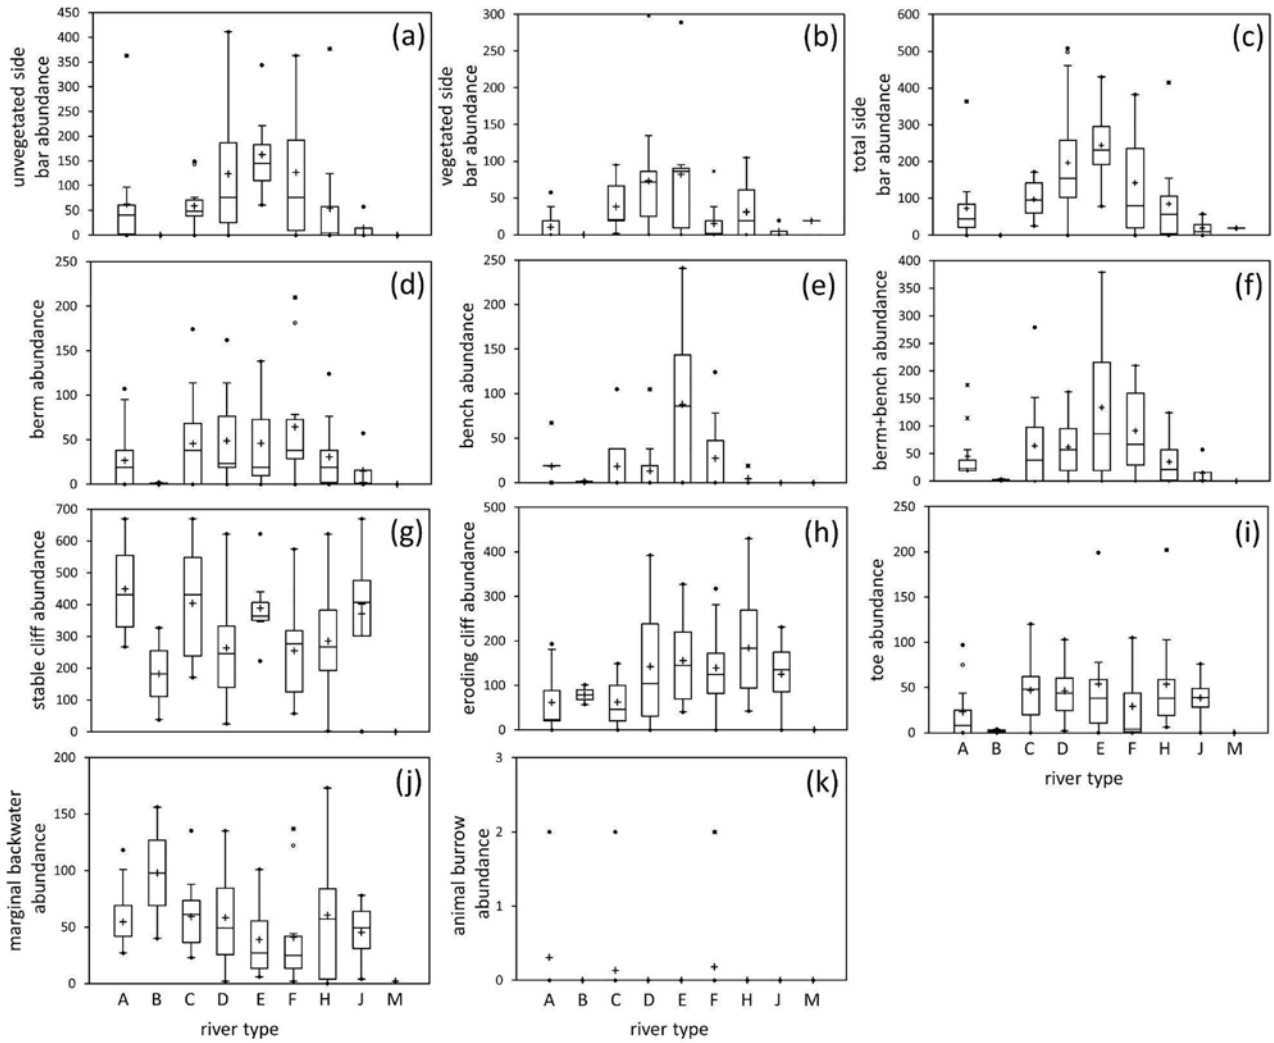 (a)
unvegetated side
bar abundance
450
400
350
300
250
200
150
100
50
0
(b)
vegetated side
bar abundance
300
250
200
150
100
50
0
(c)
total side
bar abundance
600
500
400
300
200
100
0
(d)
berm abundance
250
200
150
100
50
0
(e)
bench abundance
250
200
150
100
50
0
(f)
berm+bench abundance
400
350
300
250
200
150
100
50
0
(g)
stable cliff abundance
700
600
500
400
300
200
100
0
(h)
eroding cliff abundance
500
400
300
200
100
0
(i)
toe abundance
250
200
150
100
50
0
A B C D E F H J M
river type
(j)
marginal backwater
abundance
200
150
100
50
0
A B C D E F H J M
river type
(k)
animal burrow
abundance
3
2
1
0
A B C D E F H J M
river type